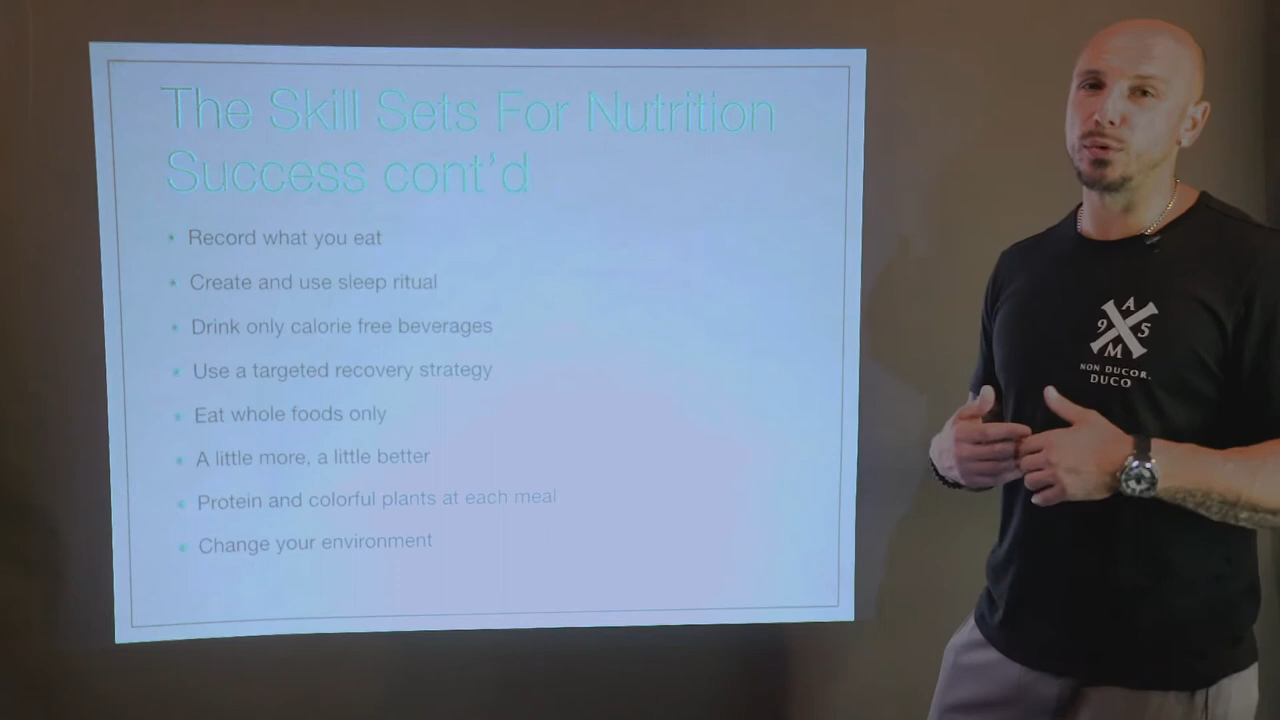 The Skill Sets For Nutrition
Success cont'd
Record what you eat
Create and use sleep ritual
Drink only calorie free beverages
Use a targeted recovery strategy
Eat whole foods only
A little more, a little better
Protein and colorful plants at each meal
Change your environment
A
9 5
M
NON DUCOR,
DUCO